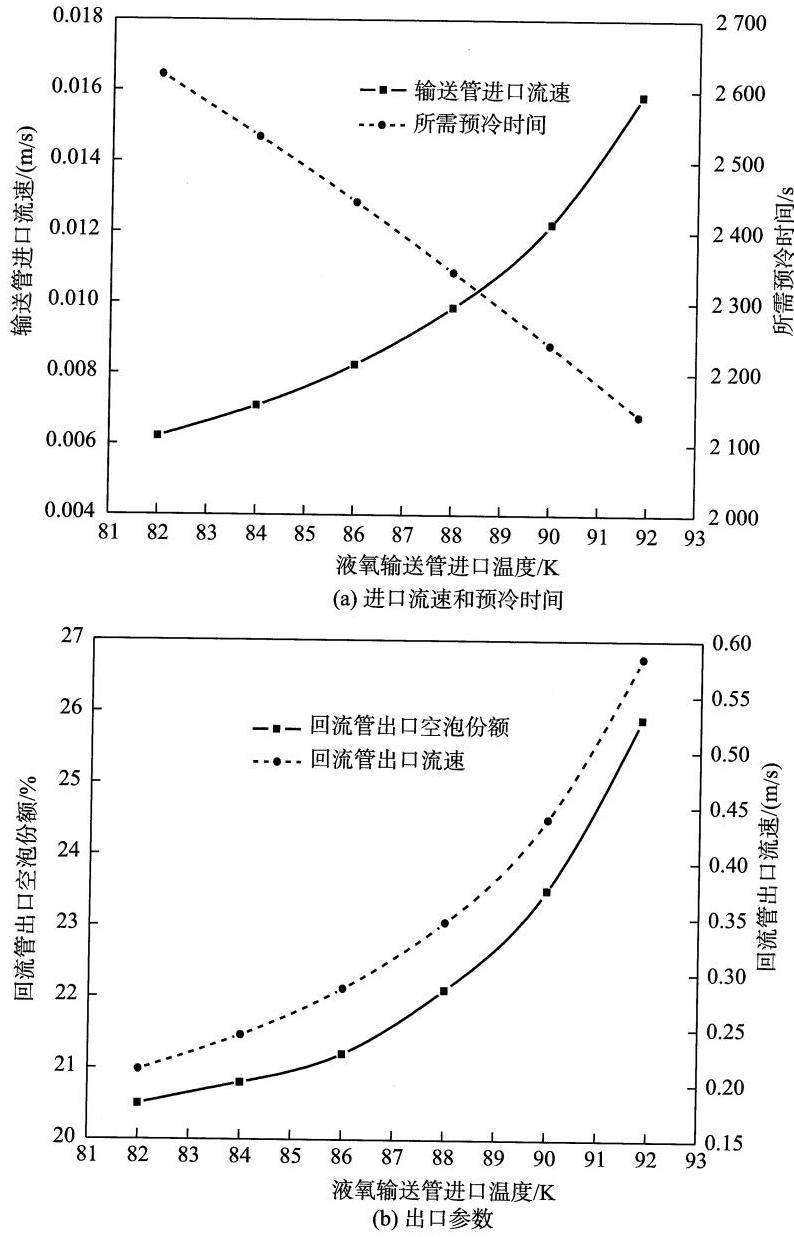 0.018
0.016
0.014
0.012
0.010
0.008
0.006
0.004
输送管进口流速/(m/s)
输送管进口流速
所需预冷时间
2 700
2 600
2 500
2 400
2 300
2 200
2 100
2 000
所需预冷时间/s
81 82 83 84 85 86 87 88 89 90 91 92 93
液氧输送管进口温度/K
(a) 进口流速和预冷时间
27
26
25
24
23
22
21
20
回流管出口空泡份额/%
回流管出口空泡份额
回流管出口流速
0.60
0.55
0.50
0.45
0.40
0.35
0.30
0.25
0.20
0.15
回流管出口流速/(m/s)
81 82 83 84 85 86 87 88 89 90 91 92 93
液氧输送管进口温度/K
(b) 出口参数